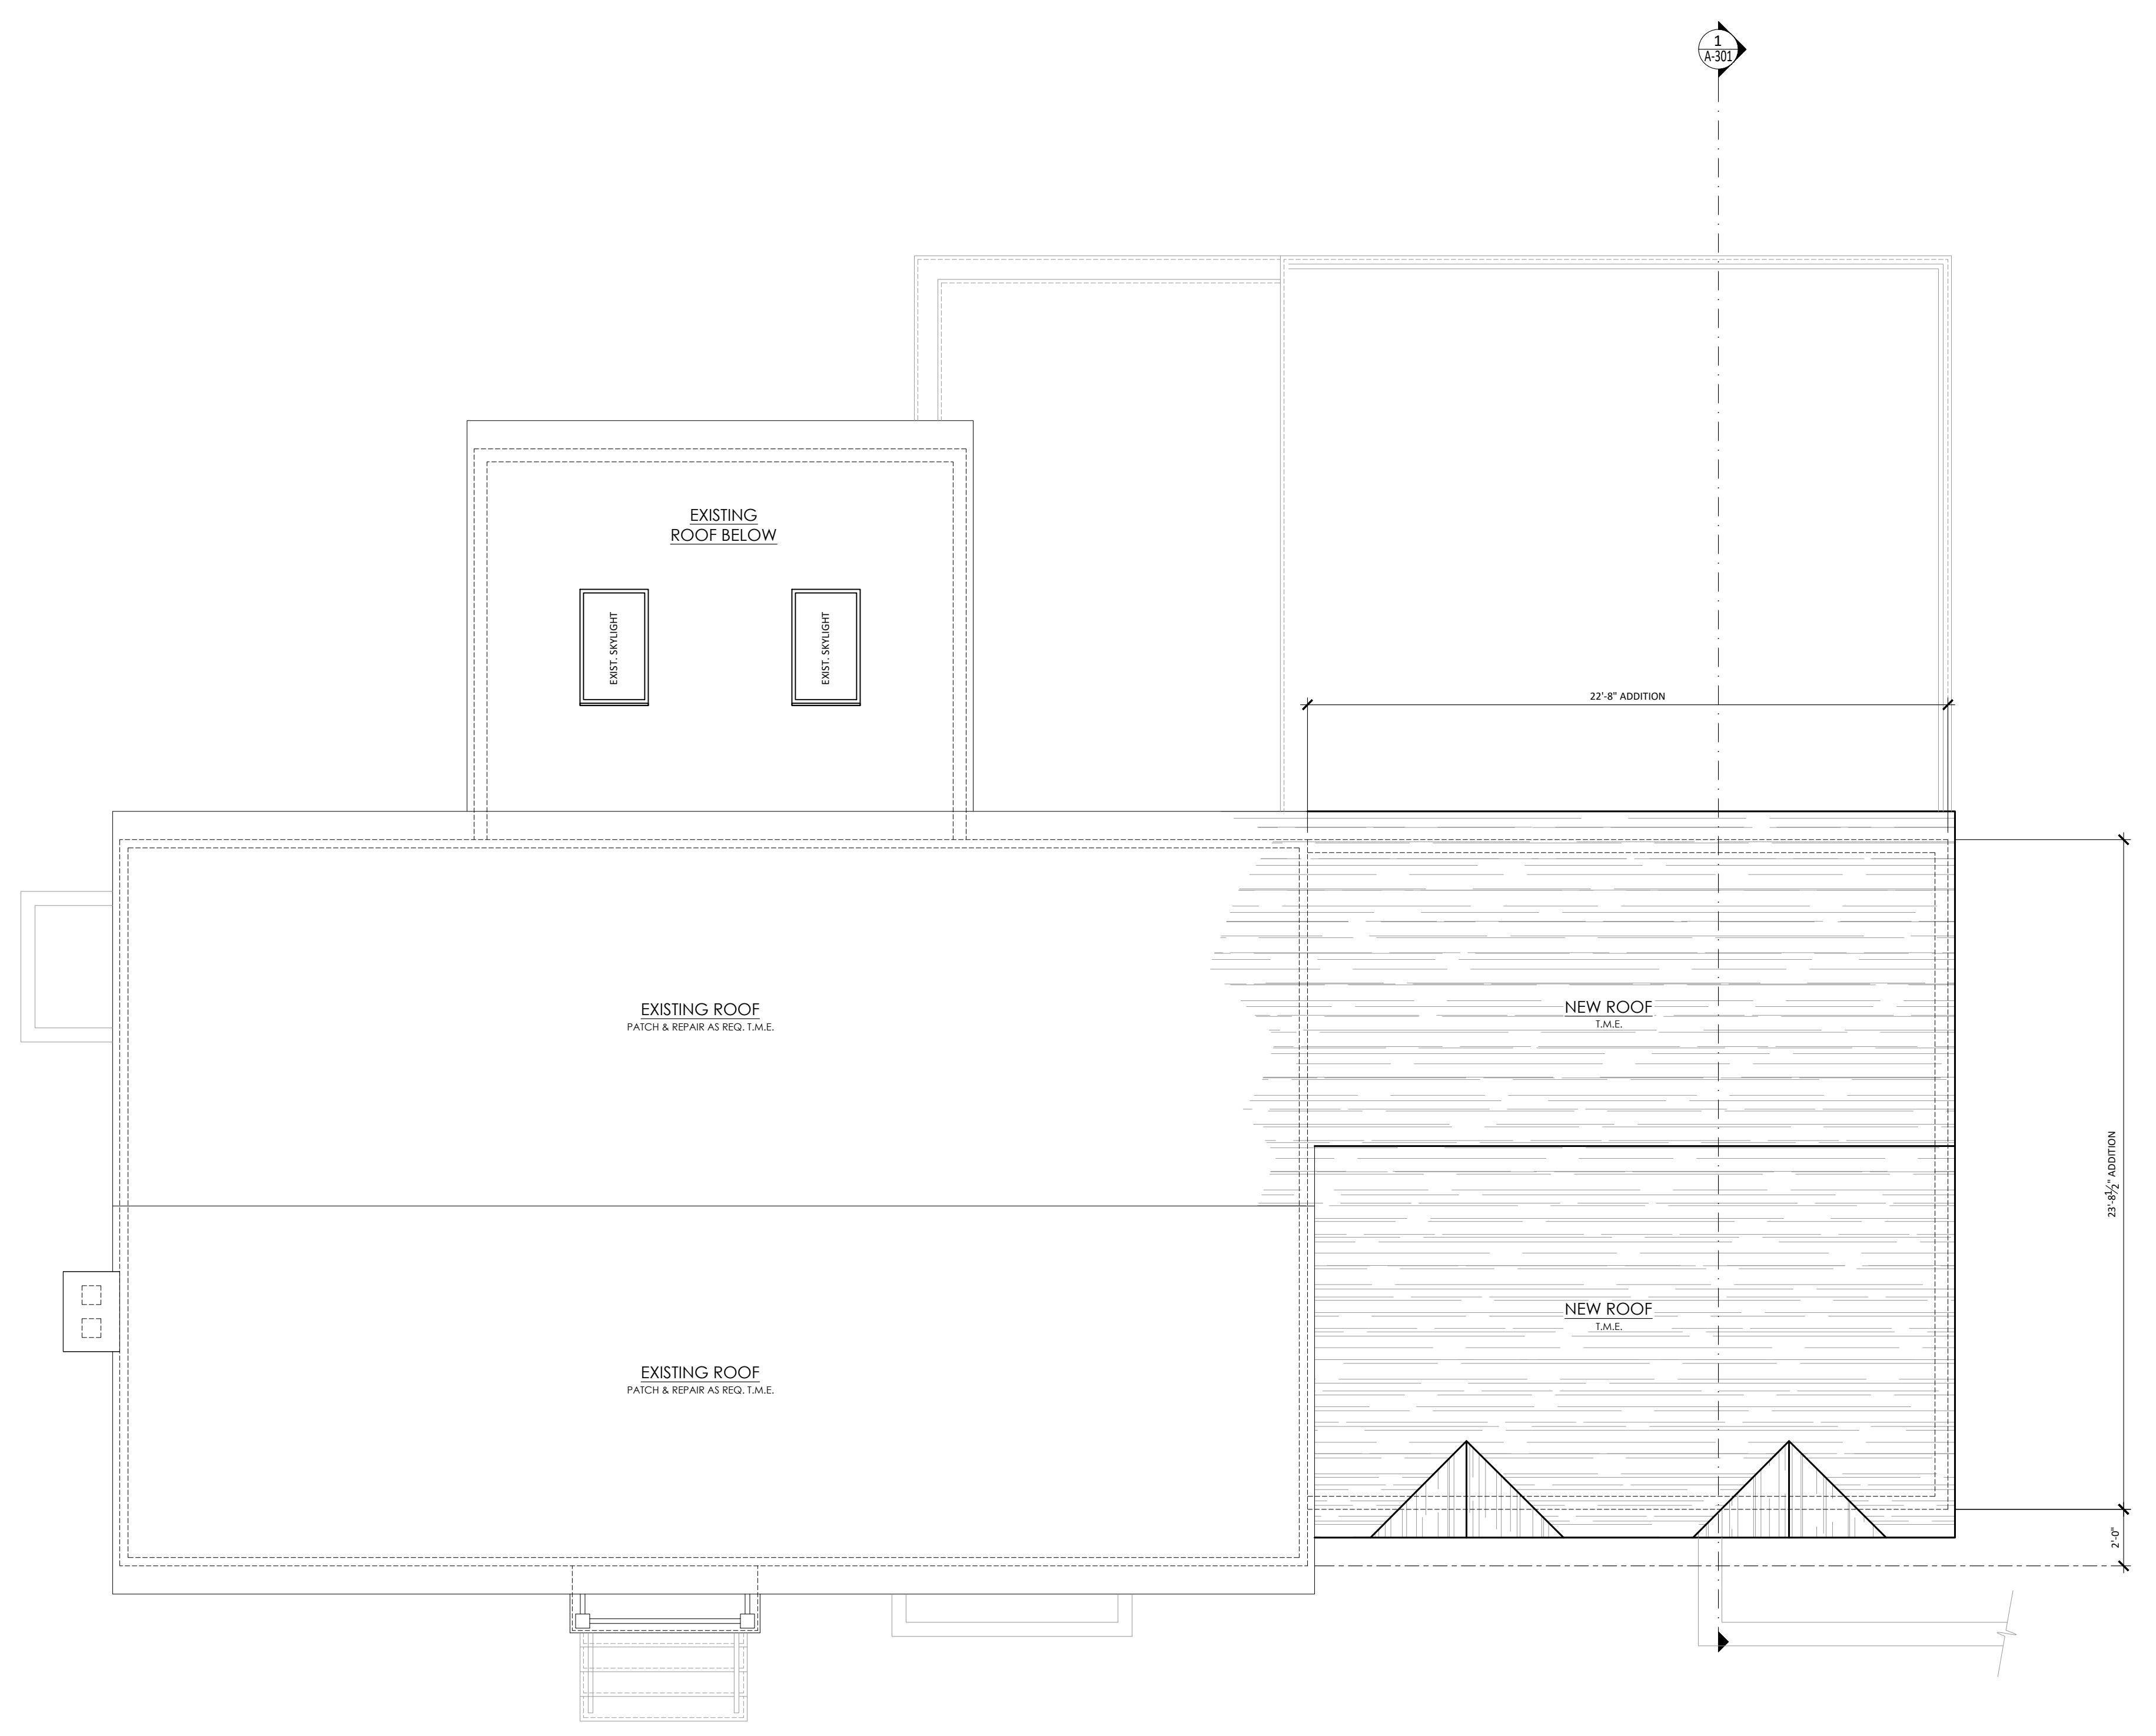 1
A-301
EXISTING
ROOF BELOW
EXIST. SKYLIGHT
EXIST. SKYLIGHT
22'-8" ADDITION
EXISTING ROOF
PATCH & REPAIR AS REQ. T.M.E.
NEW ROOF
T.M.E.
23'-8½" ADDITION
NEW ROOF
T.M.E.
EXISTING ROOF
PATCH & REPAIR AS REQ. T.M.E.
2'-0"